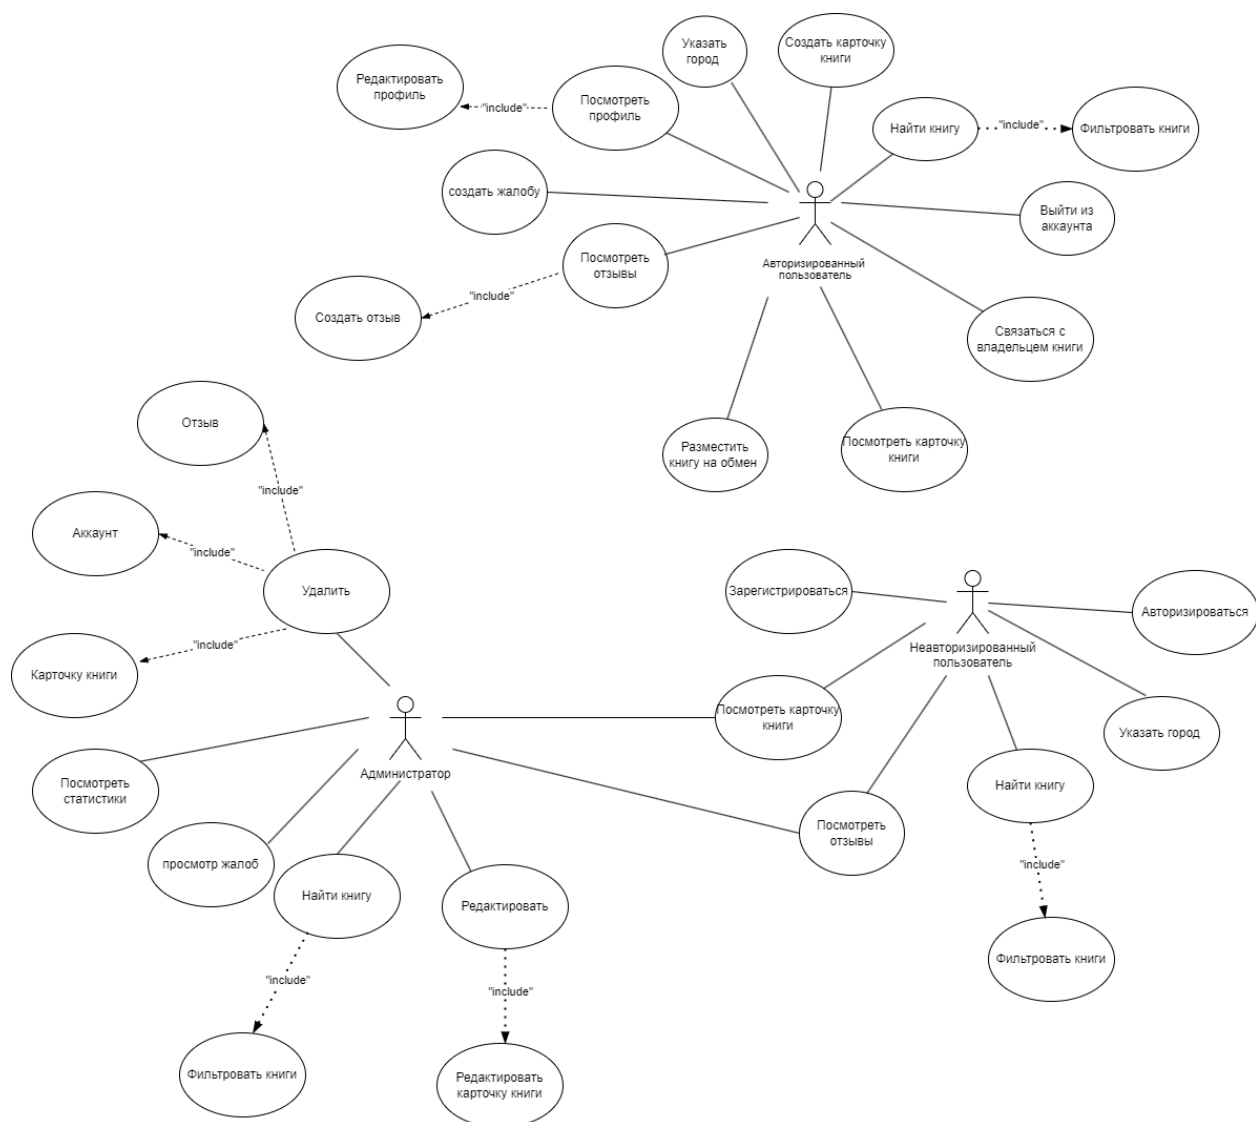 Указать
город
Создать карточку
книги
Редактировать
профиль
"include"
Посмотреть
профиль
Найти книгу
"include"
Фильтровать книги
создать жалобу
Выйти из
аккаунта
Посмотреть
отзывы
Авторизированный
пользователь
"include"
Создать отзыв
Связаться с
владельцем книги
Отзыв
Разместить
книгу на обмен
Посмотреть карточку
книги
"include"
Аккаунт
"include"
Удалить
Зарегистрироваться
Авторизироваться
"include"
Неавторизированный
пользователь
Карточку книги
Посмотреть карточку
книги
Указать город
Администратор
Посмотреть
статистики
Найти книгу
Посмотреть
отзывы
просмотр жалоб
"include"
Найти книгу
Редактировать
Фильтровать книги
"include"
"include"
Фильтровать книги
Редактировать
карточку книги